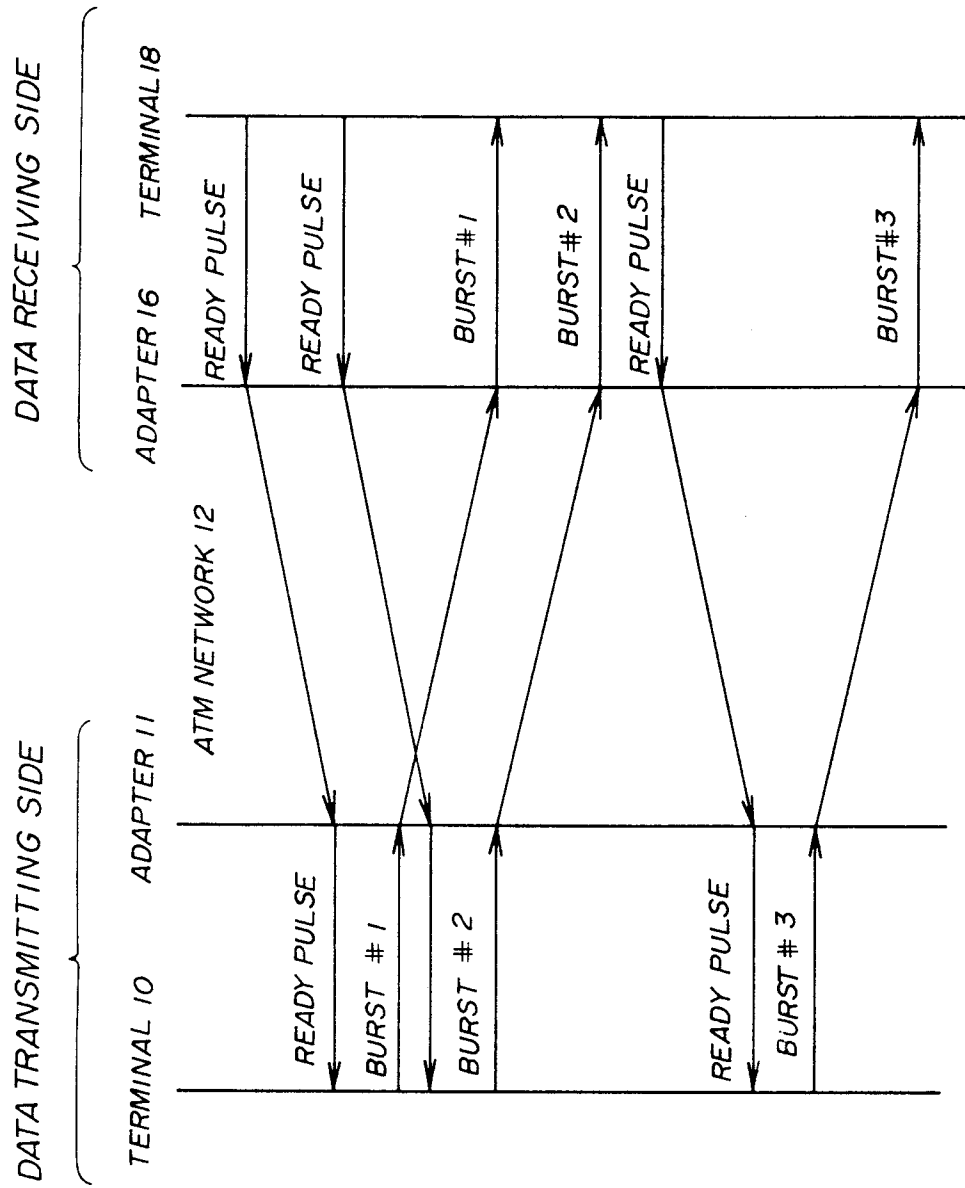 DATA TRANSMITTING SIDE
DATA RECEIVING SIDE
TERMINAL 10
ADAPTER 11
ADAPTER 16
TERMINAL 18
ATM NETWORK 12
READY PULSE
READY PULSE
READY PULSE
BURST # 1
BURST # 2
BURST # 1
BURST # 2
READY PULSE
READY PULSE
BURST # 3
BURST # 3